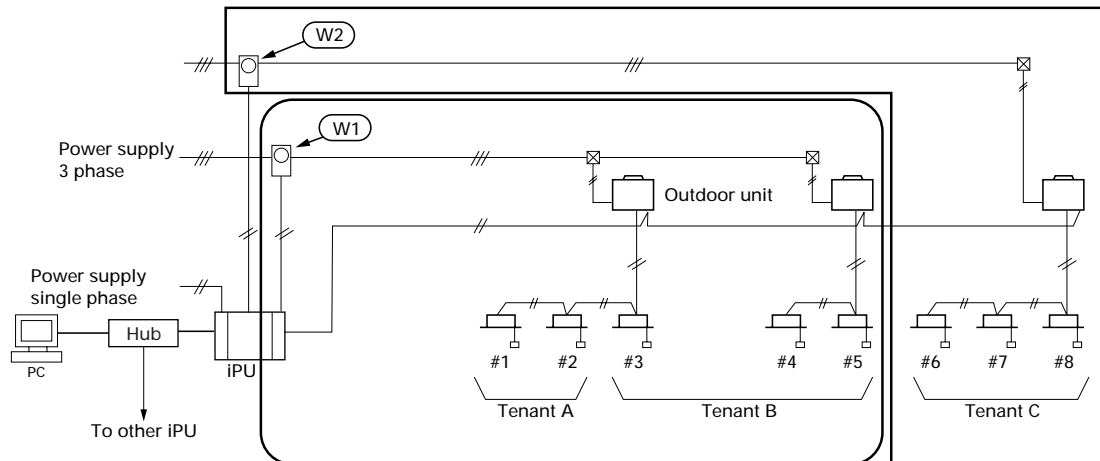 W2
W1
Power supply
3 phase
Outdoor unit
Power supply
single phase
Hub
PC
iPU
#1 #2 #3 #4 #5 #6 #7 #8
Tenant A Tenant B Tenant C
To other iPU